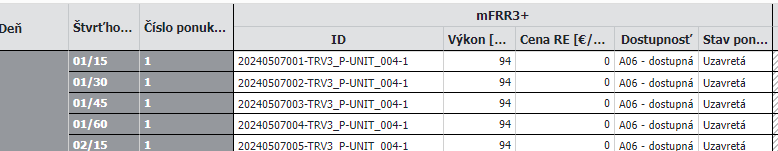 mFRR3+
Deň Štvrťho... Číslo ponuk... ID Výkon [... Cena RE [€/... Dostupnosť Stav pon...
01/15 1 20240507001-TRV3_P-UNIT_004-1 94 0 A06 - dostupná Uzavretá
01/30 1 20240507002-TRV3_P-UNIT_004-1 94 0 A06 - dostupná Uzavretá
01/45 1 20240507003-TRV3_P-UNIT_004-1 94 0 A06 - dostupná Uzavretá
01/60 1 20240507004-TRV3_P-UNIT_004-1 94 0 A06 - dostupná Uzavretá
02/15 1 20240507005-TRV3_P-UNIT_004-1 94 0 A06 - dostupná Uzavretá